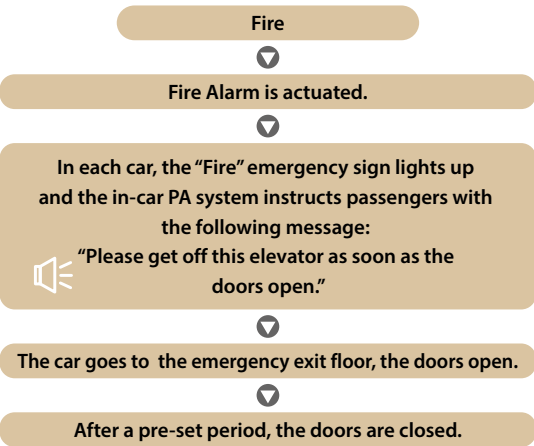 Fire
Fire Alarm is actuated.
In each car, the “Fire” emergency sign lights up
and the in-car PA system instructs passengers with
the following message:
“Please get off this elevator as soon as the
doors open.”
The car goes to the emergency exit floor, the doors open.
After a pre-set period, the doors are closed.